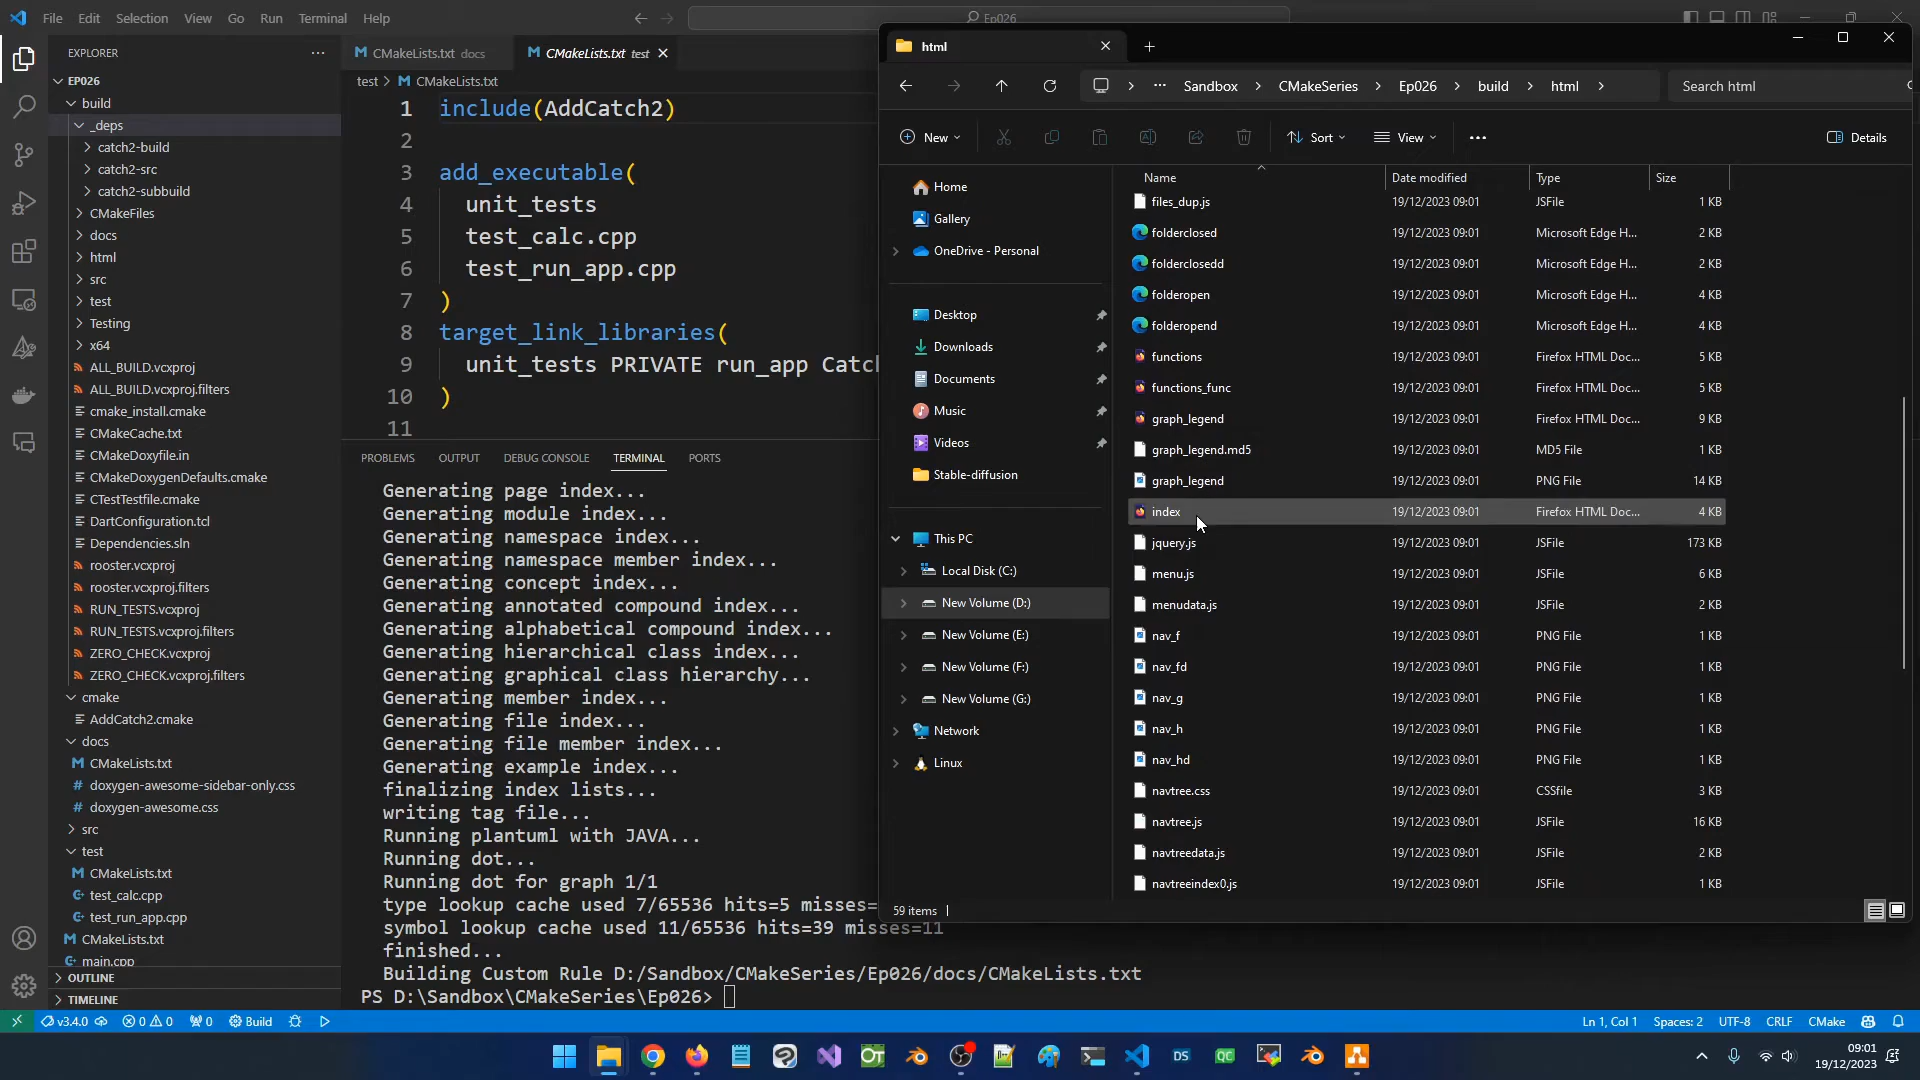 File Edit Selection View Go Run Terminal Help
Ep026
EXPLORER
EP026
build
_deps
catch2-build
catch2-src
catch2-subbuild
CMakeFiles
docs
html
src
test
Testing
x64
ALL_BUILD.vcxproj
ALL_BUILD.vcxproj.filters
cmake_install.cmake
CMakeCache.txt
CMakeDoxyfile.in
CMakeDoxygenDefaults.cmake
CTestTestfile.cmake
DartConfiguration.tcl
Dependencies.sln
rooster.vcxproj
rooster.vcxproj.filters
RUN_TESTS.vcxproj
RUN_TESTS.vcxproj.filters
ZERO_CHECK.vcxproj
ZERO_CHECK.vcxproj.filters
cmake
AddCatch2.cmake
docs
CMakeLists.txt
doxygen-awesome-sidebar-only.css
doxygen-awesome.css
src
test
CMakeLists.txt
test_calc.cpp
test_run_app.cpp
CMakeLists.txt
main.cpp
OUTLINE
TIMELINE
CMakeLists.txt docs
CMakeLists.txt test
test > CMakeLists.txt
1 include(AddCatch2)
2
3 add_executable(
4 unit_tests
5 test_calc.cpp
6 test_run_app.cpp
7 )
8 target_link_libraries(
9 unit_tests PRIVATE run_app Catc
10 )
11
PROBLEMS OUTPUT DEBUG CONSOLE TERMINAL PORTS
Generating page index...
Generating module index...
Generating namespace index...
Generating namespace member index...
Generating concept index...
Generating annotated compound index...
Generating alphabetical compound index...
Generating hierarchical class index...
Generating graphical class hierarchy...
Generating member index...
Generating file index...
Generating file member index...
Generating example index...
finalizing index lists...
writing tag file...
Running plantuml with JAVA...
Running dot...
Running dot for graph 1/1
type lookup cache used 7/65536 hits=5 misses=
symbol lookup cache used 11/65536 hits=39 misses=11
finished...
Building Custom Rule D:/Sandbox/CMakeSeries/Ep026/docs/CMakeLists.txt
PS D:\Sandbox\CMakeSeries\Ep026>
html
Sandbox > CMakeSeries > Ep026 > build > html >
Search html
New Sort View Details
Home
Gallery
OneDrive - Personal
Desktop
Downloads
Documents
Music
Videos
Stable-diffusion
This PC
Local Disk (C:)
New Volume (D:)
New Volume (E:)
New Volume (F:)
New Volume (G:)
Network
Linux
Name Date modified Type Size
files_dup.js 19/12/2023 09:01 JSFile 1 KB
folderclosed 19/12/2023 09:01 Microsoft Edge H... 2 KB
folderclosedd 19/12/2023 09:01 Microsoft Edge H... 2 KB
folderopen 19/12/2023 09:01 Microsoft Edge H... 4 KB
folderopend 19/12/2023 09:01 Microsoft Edge H... 4 KB
functions 19/12/2023 09:01 Firefox HTML Doc... 5 KB
functions_func 19/12/2023 09:01 Firefox HTML Doc... 5 KB
graph_legend 19/12/2023 09:01 Firefox HTML Doc... 9 KB
graph_legend.md5 19/12/2023 09:01 MD5 File 1 KB
graph_legend 19/12/2023 09:01 PNG File 14 KB
index 19/12/2023 09:01 Firefox HTML Doc... 4 KB
jquery.js 19/12/2023 09:01 JSFile 173 KB
menu.js 19/12/2023 09:01 JSFile 6 KB
menudata.js 19/12/2023 09:01 JSFile 2 KB
nav_f 19/12/2023 09:01 PNG File 1 KB
nav_fd 19/12/2023 09:01 PNG File 1 KB
nav_g 19/12/2023 09:01 PNG File 1 KB
nav_h 19/12/2023 09:01 PNG File 1 KB
nav_hd 19/12/2023 09:01 PNG File 1 KB
navtree.css 19/12/2023 09:01 CSSfile 3 KB
navtree.js 19/12/2023 09:01 JSFile 16 KB
navtreedata.js 19/12/2023 09:01 JSFile 2 KB
navtreeindex0.js 19/12/2023 09:01 JSFile 1 KB
59 items
v3.4.0 0 0 0 Build
Ln 1, Col 1 Spaces: 2 UTF-8 CRLF CMake
DS QC
09:01
19/12/2023